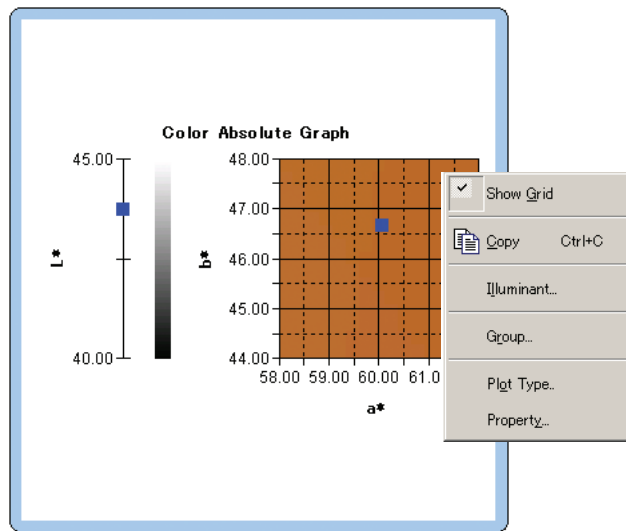 Color Absolute Graph
45.00
40.00
L*
48.00
47.00
46.00
45.00
44.00
b*
58.00 59.00 60.00 61.0
a*
Show Grid
Copy Ctrl+C
Illuminant...
Group...
Plot Type..
Property...